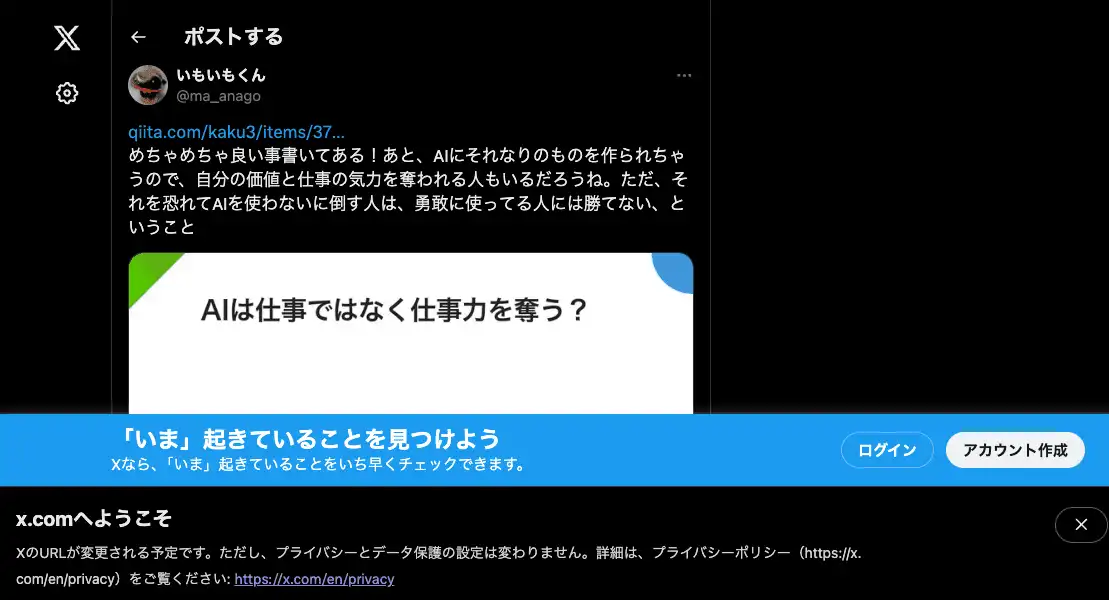 ポストする
いもいもくん
@ma_anago
qiita.com/kaku3/items/37...
めちゃめちゃ良い事書いてある！あと、AIにそれなりのものを作られちゃ
うので、自分の価値と仕事の気力を奪われる人もいるだろうね。ただ、そ
れを恐れてAIを使わないに倒す人は、勇敢に使ってる人には勝てない、と
いうこと
AIは仕事ではなく仕事力を奪う？
「いま」起きていることを見つけよう
Xなら、「いま」起きていることをいち早くチェックできます。
ログイン
アカウント作成
x.comへようこそ
XのURLが変更される予定です。ただし、プライバシーとデータ保護の設定は変わりません。詳細は、プライバシーポリシー（https://x.
com/en/privacy）をご覧ください: https://x.com/en/privacy